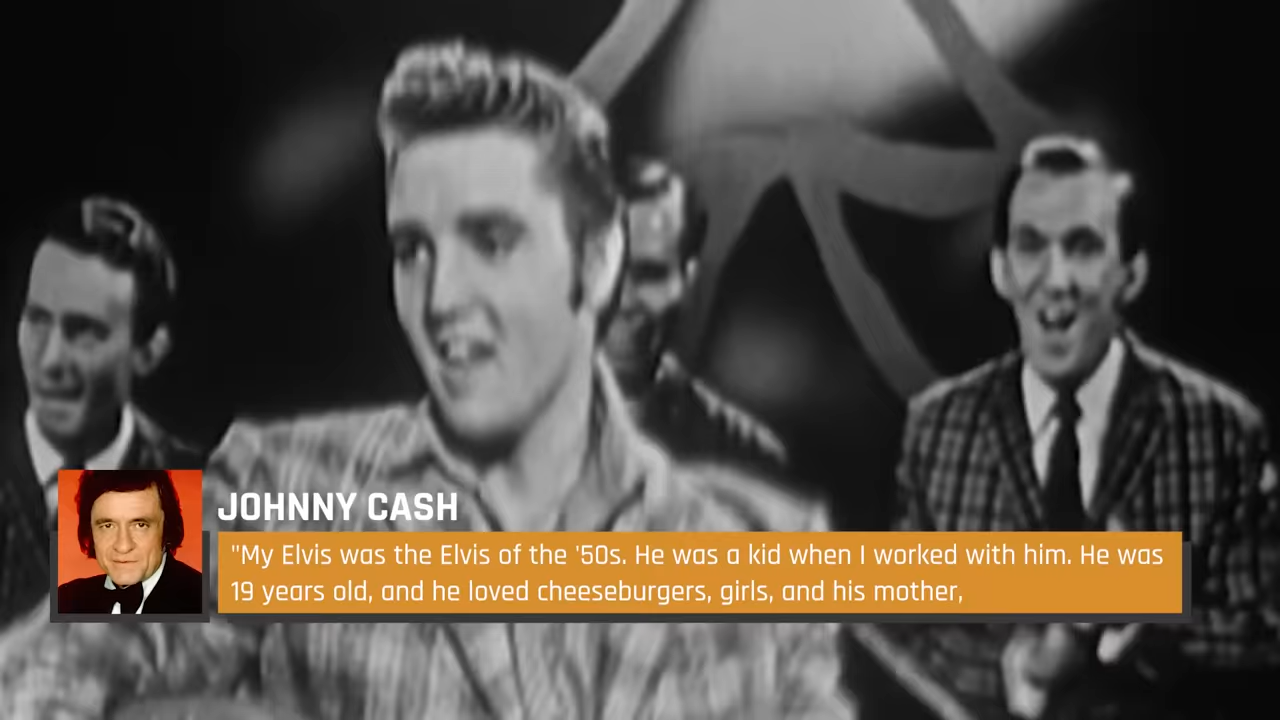 JOHNNY CASH
"My Elvis was the Elvis of the '50s. He was a kid when I worked with him. He was
19 years old, and he loved cheeseburgers, girls, and his mother,